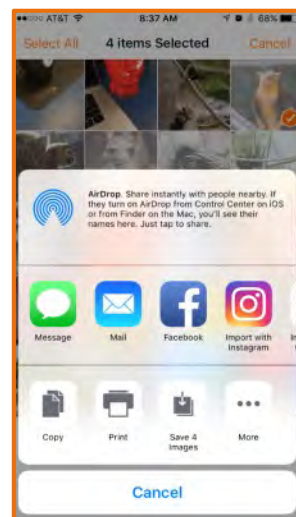 AT&T 8:37 AM 68%
Select All 4 items Selected Cancel
AirDrop. Share instantly with people nearby. If
they turn on AirDrop from Control Center on iOS
or from Finder on the Mac, you'll see their
names here. Just tap to share.
Message Mail Facebook Import with
Instagram
Copy Print Save 4
Images More
Cancel